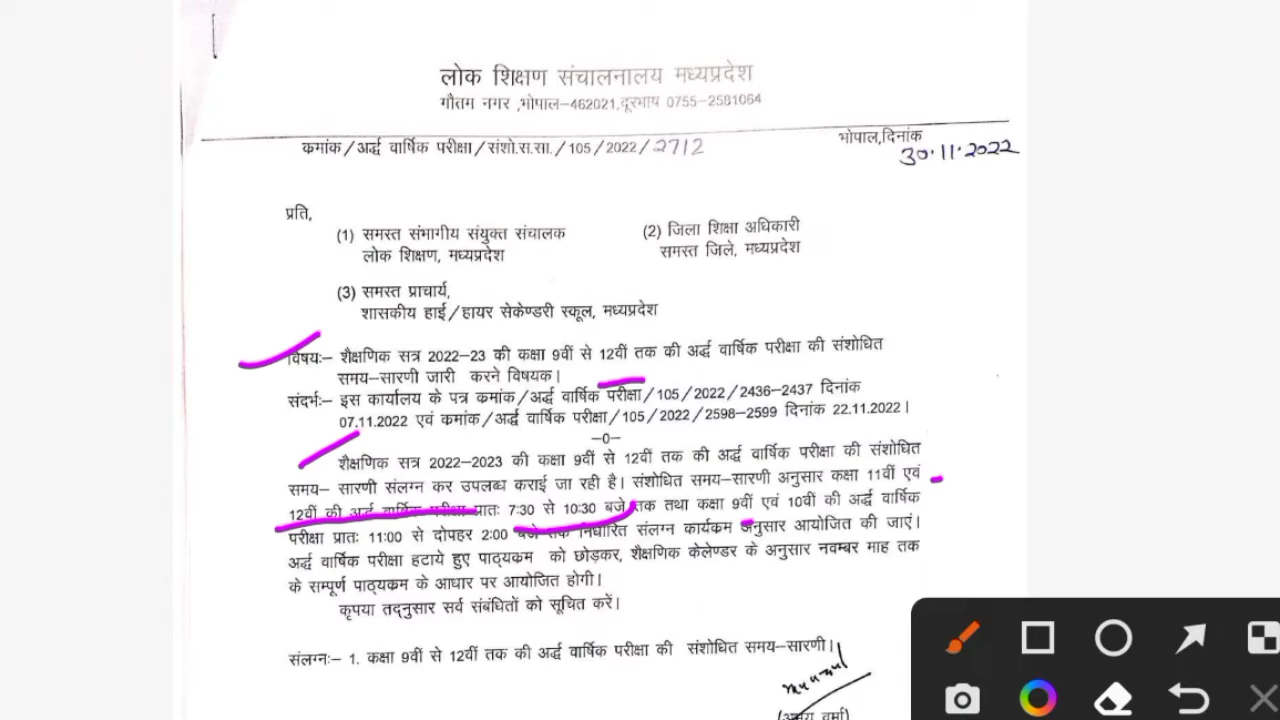 लोक शिक्षण संचालनालय मध्यप्रदेश
गौतम नगर ,भोपाल–462021,दूरभाष 0755–2581064
कमांक/अर्द्ध वार्षिक परीक्षा/संशो.स.सा./105/2022/2712
भोपाल,दिनांक
30.11.2022
प्रति,
(1) समस्त संभागीय संयुक्त संचालक
लोक शिक्षण, मध्यप्रदेश
(2) जिला शिक्षा अधिकारी
समस्त जिले, मध्यप्रदेश
(3) समस्त प्राचार्य,
शासकीय हाई/हायर सेकेण्डरी स्कूल, मध्यप्रदेश
विषयः– शैक्षणिक सत्र 2022–23 की कक्षा 9वीं से 12वीं तक की अर्द्ध वार्षिक परीक्षा की संशोधित
समय–सारणी जारी करने विषयक।
संदर्भः– इस कार्यालय के पत्र कमांक/अर्द्ध वार्षिक परीक्षा/105/2022/2436–2437 दिनांक
07.11.2022 एवं कमांक/अर्द्ध वार्षिक परीक्षा/105/2022/2598–2599 दिनांक 22.11.2022।
–0–
शैक्षणिक सत्र 2022–2023 की कक्षा 9वीं से 12वीं तक की अर्द्ध वार्षिक परीक्षा की संशोधित
समय– सारणी संलग्न कर उपलब्ध कराई जा रही है। संशोधित समय–सारणी अनुसार कक्षा 11वीं एवं
12वीं की अर्द्ध वार्षिक परीक्षा प्रातः 7:30 से 10:30 बजे तक तथा कक्षा 9वीं एवं 10वीं की अर्द्ध वार्षिक
परीक्षा प्रातः 11:00 से दोपहर 2:00 बजे तक निर्धारित संलग्न कार्यकम अनुसार आयोजित की जाएं।
अर्द्ध वार्षिक परीक्षा हटाये हुए पाठ्यकम को छोड़कर, शैक्षणिक केलेण्डर के अनुसार नवम्बर माह तक
के सम्पूर्ण पाठ्यकम के आधार पर आयोजित होगी।
कृपया तद्नुसार सर्व संबंधितों को सूचित करें।
संलग्नः– 1. कक्षा 9वीं से 12वीं तक की अर्द्ध वार्षिक परीक्षा की संशोधित समय–सारणी।
वर्मा)